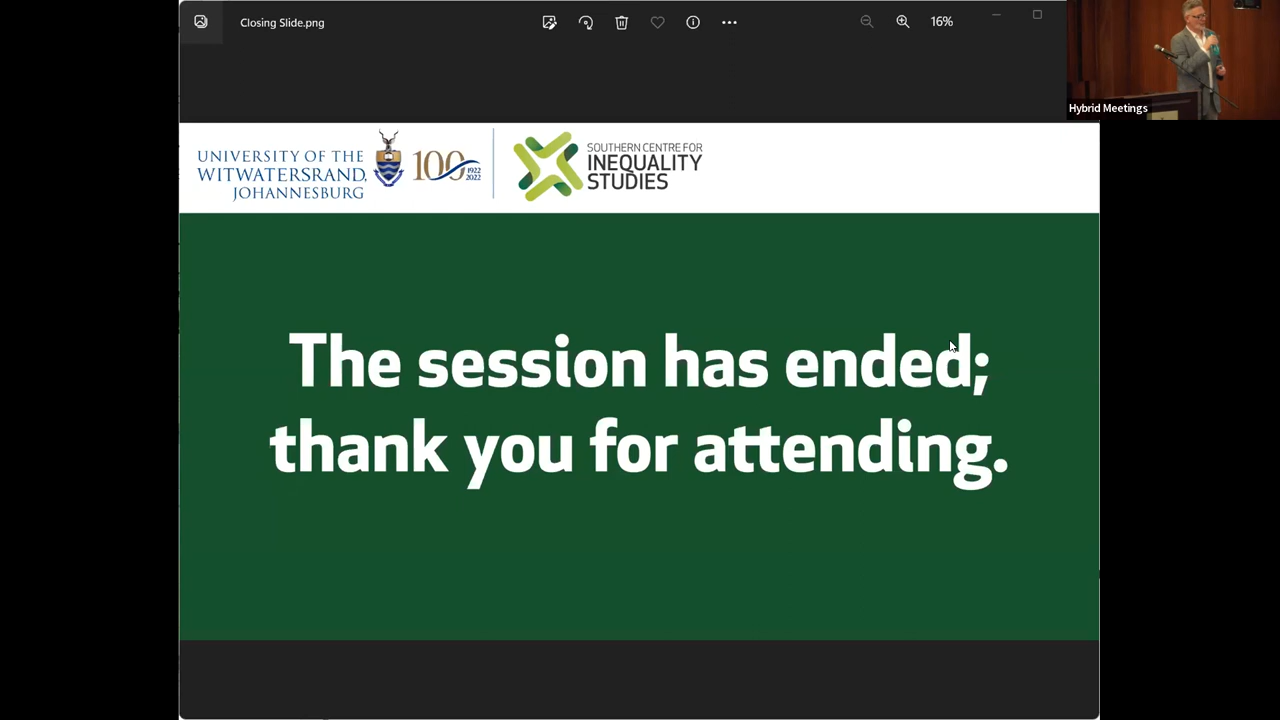 Closing Slide.png
16%
Hybrid Meetings
UNIVERSITY OF THE
WITWATERSRAND,
JOHANNESBURG
100
1922
2022
SOUTHERN CENTRE FOR
INEQUALITY
STUDIES
The session has ended;
thank you for attending.